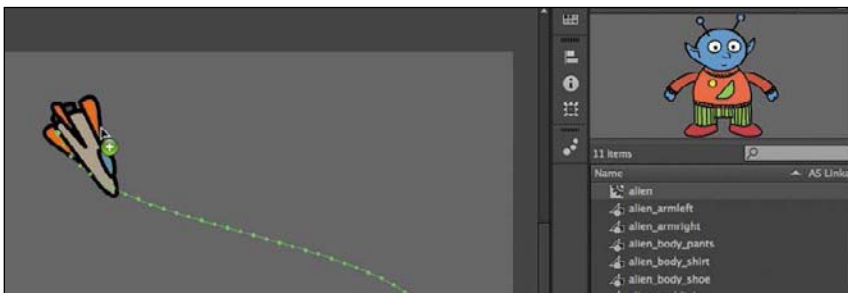 11 items
Name AS Linka
alien
alien_armleft
alien_armright
alien_body_pants
alien_body_shirt
alien_body_shoe